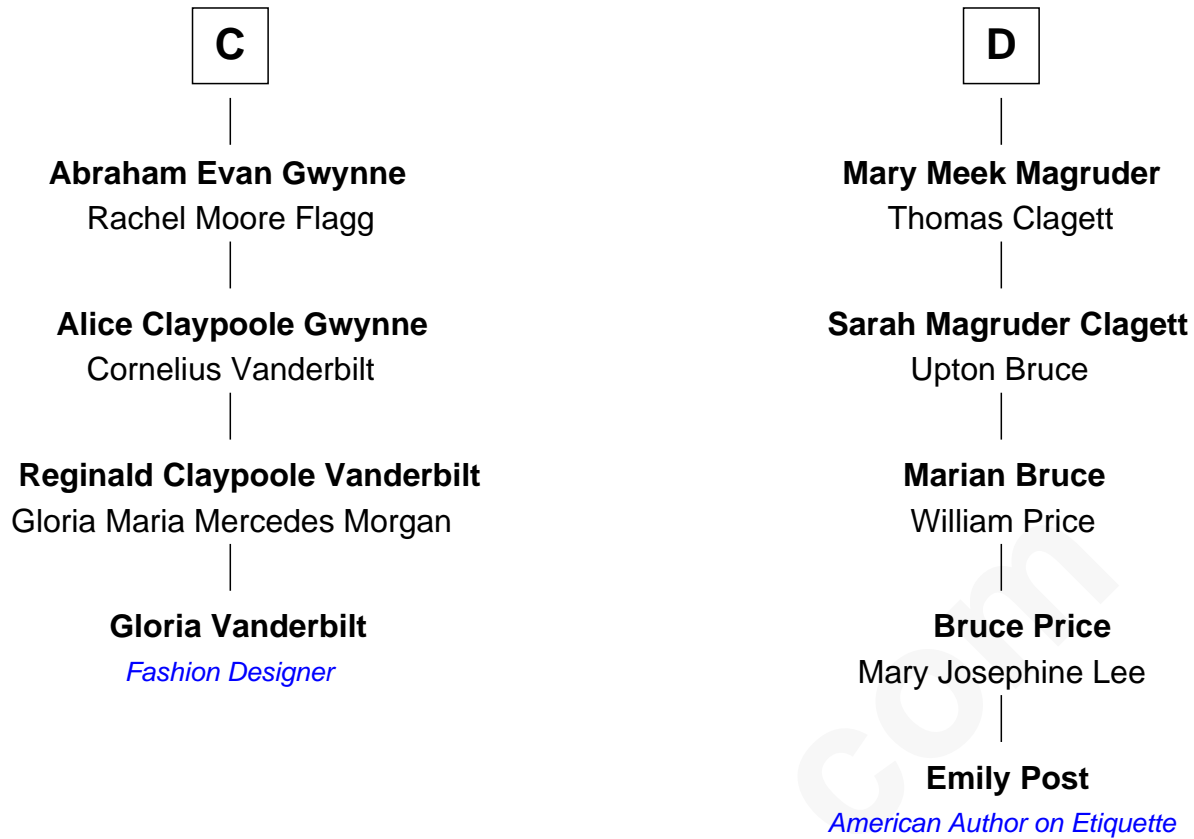 C
Abraham Evan Gwynne
Rachel Moore Flagg
Alice Claypoole Gwynne
Cornelius Vanderbilt
Reginald Claypoole Vanderbilt
Gloria Maria Mercedes Morgan
Gloria Vanderbilt
Fashion Designer
D
Mary Meek Magruder
Thomas Clagett
Sarah Magruder Clagett
Upton Bruce
Marian Bruce
William Price
Bruce Price
Mary Josephine Lee
Emily Post
American Author on Etiquette
com